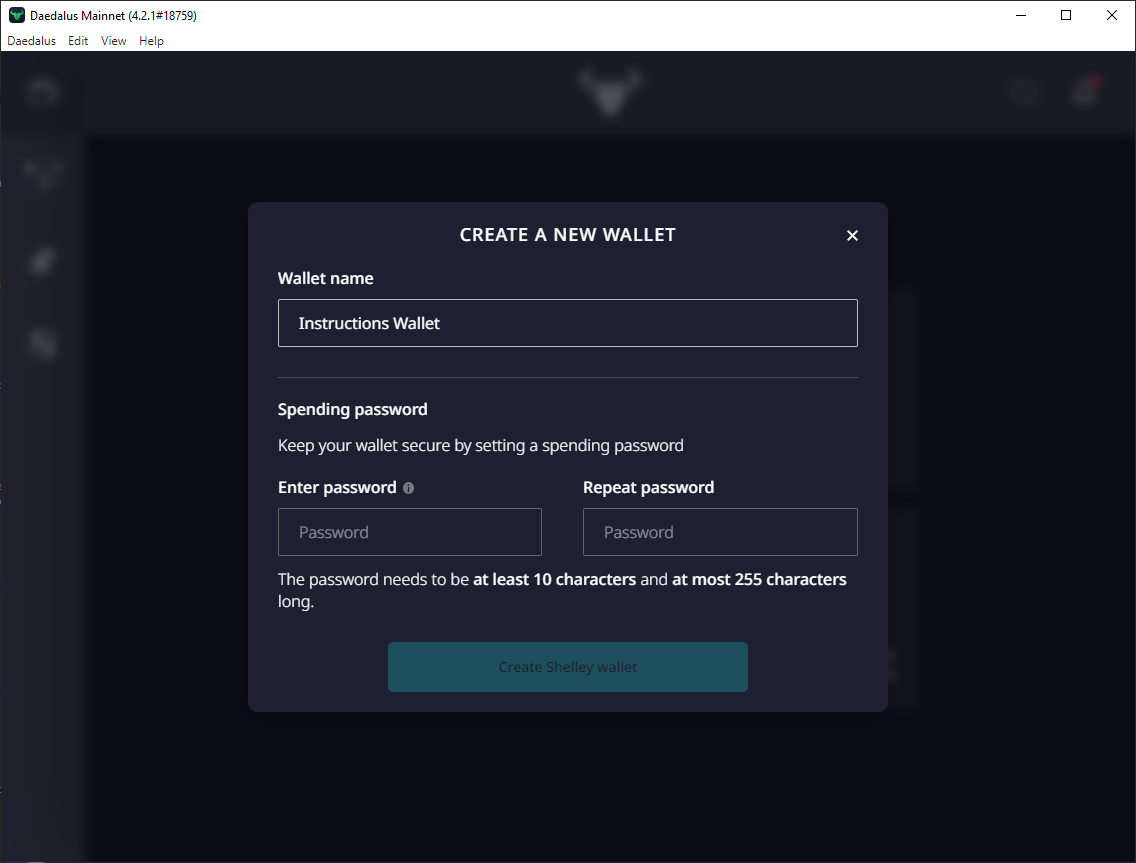 Daedalus Mainnet (4.2.1#18759)
Daedalus Edit View Help
CREATE A NEW WALLET
Wallet name
Instructions Wallet
Spending password
Keep your wallet secure by setting a spending password
Enter password Repeat password
Password Password
The password needs to be at least 10 characters and at most 255 characters
long.
Create Shelley wallet